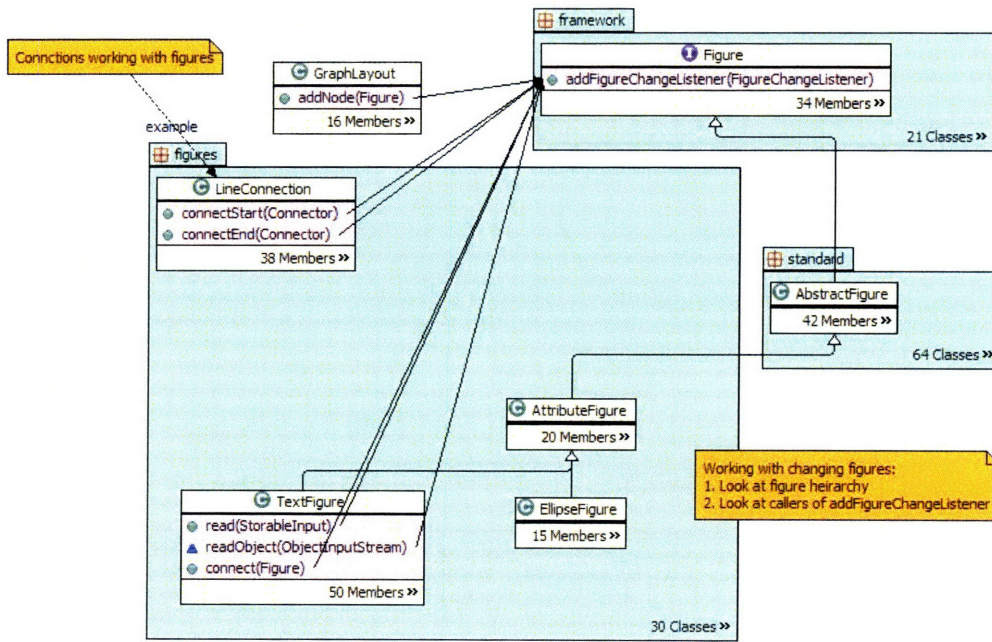 framework
Figure
addFigureChangeListener(FigureChangeListener)
34 Members »
21 Classes »
Connctions working with figures
GraphLayout
addNode(Figure)
16 Members »
example
figures
LineConnection
connectStart(Connector)
connectEnd(Connector)
38 Members »
standard
AbstractFigure
42 Members »
64 Classes »
AttributeFigure
20 Members »
Working with changing figures:
1. Look at figure heirarchy
2. Look at callers of addFigureChangeListener
TextFigure
read(StorableInput)
readObject(ObjectInputStream)
connect(Figure)
50 Members »
EllipseFigure
15 Members »
30 Classes »